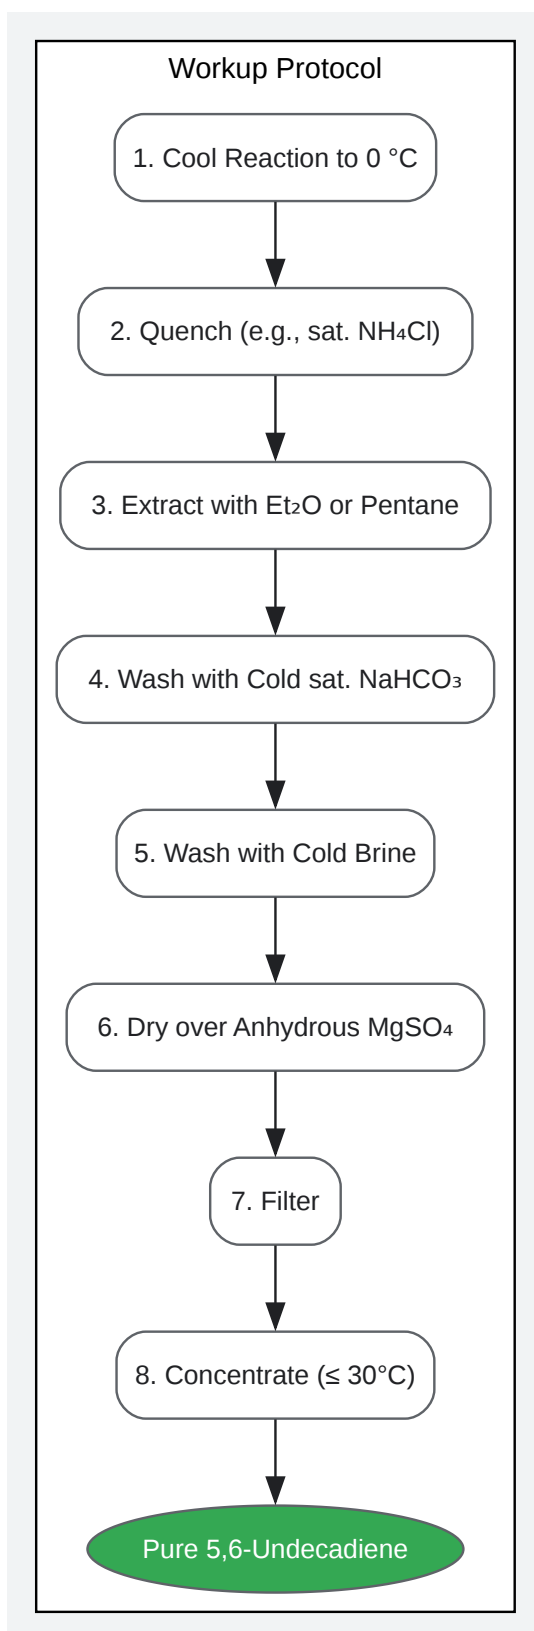 Workup Protocol
1. Cool Reaction to 0 °C
2. Quench (e.g., sat. NH₄Cl)
3. Extract with Et₂O or Pentane
4. Wash with Cold sat. NaHCO₃
5. Wash with Cold Brine
6. Dry over Anhydrous MgSO₄
7. Filter
8. Concentrate (≤ 30°C)
Pure 5,6-Undecadiene